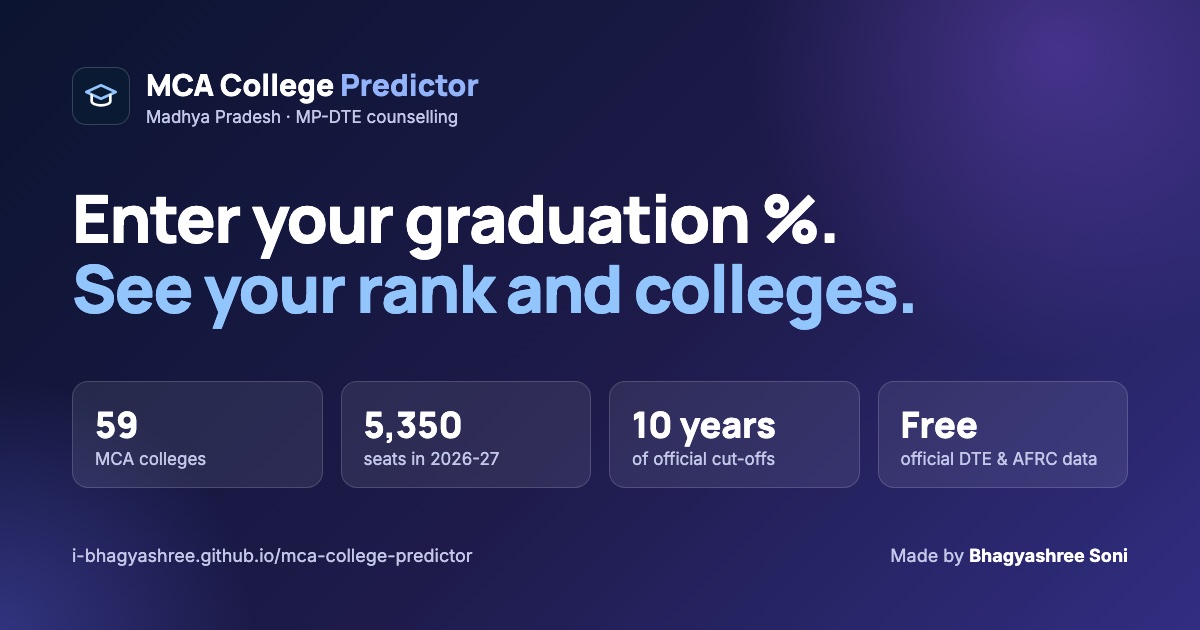 MCA College Predictor
Madhya Pradesh · MP-DTE counselling
Enter your graduation %.
See your rank and colleges.
59
MCA colleges
5,350
seats in 2026-27
10 years
of official cut-offs
Free
official DTE & AFRC data
i-bhagyashree.github.io/mca-college-predictor
Made by Bhagyashree Soni